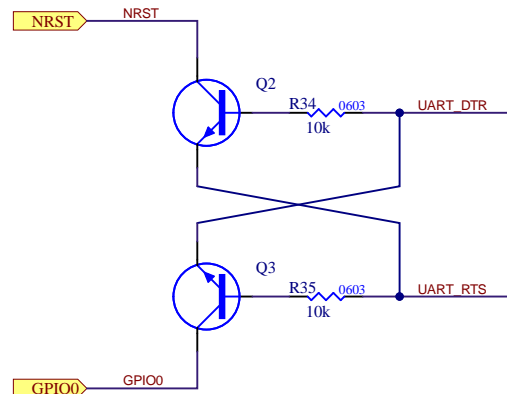 NRST
NRST
Q2
R34
0603
10k
UART_DTR
Q3
R35
0603
10k
UART_RTS
GPIO0
GPIO0